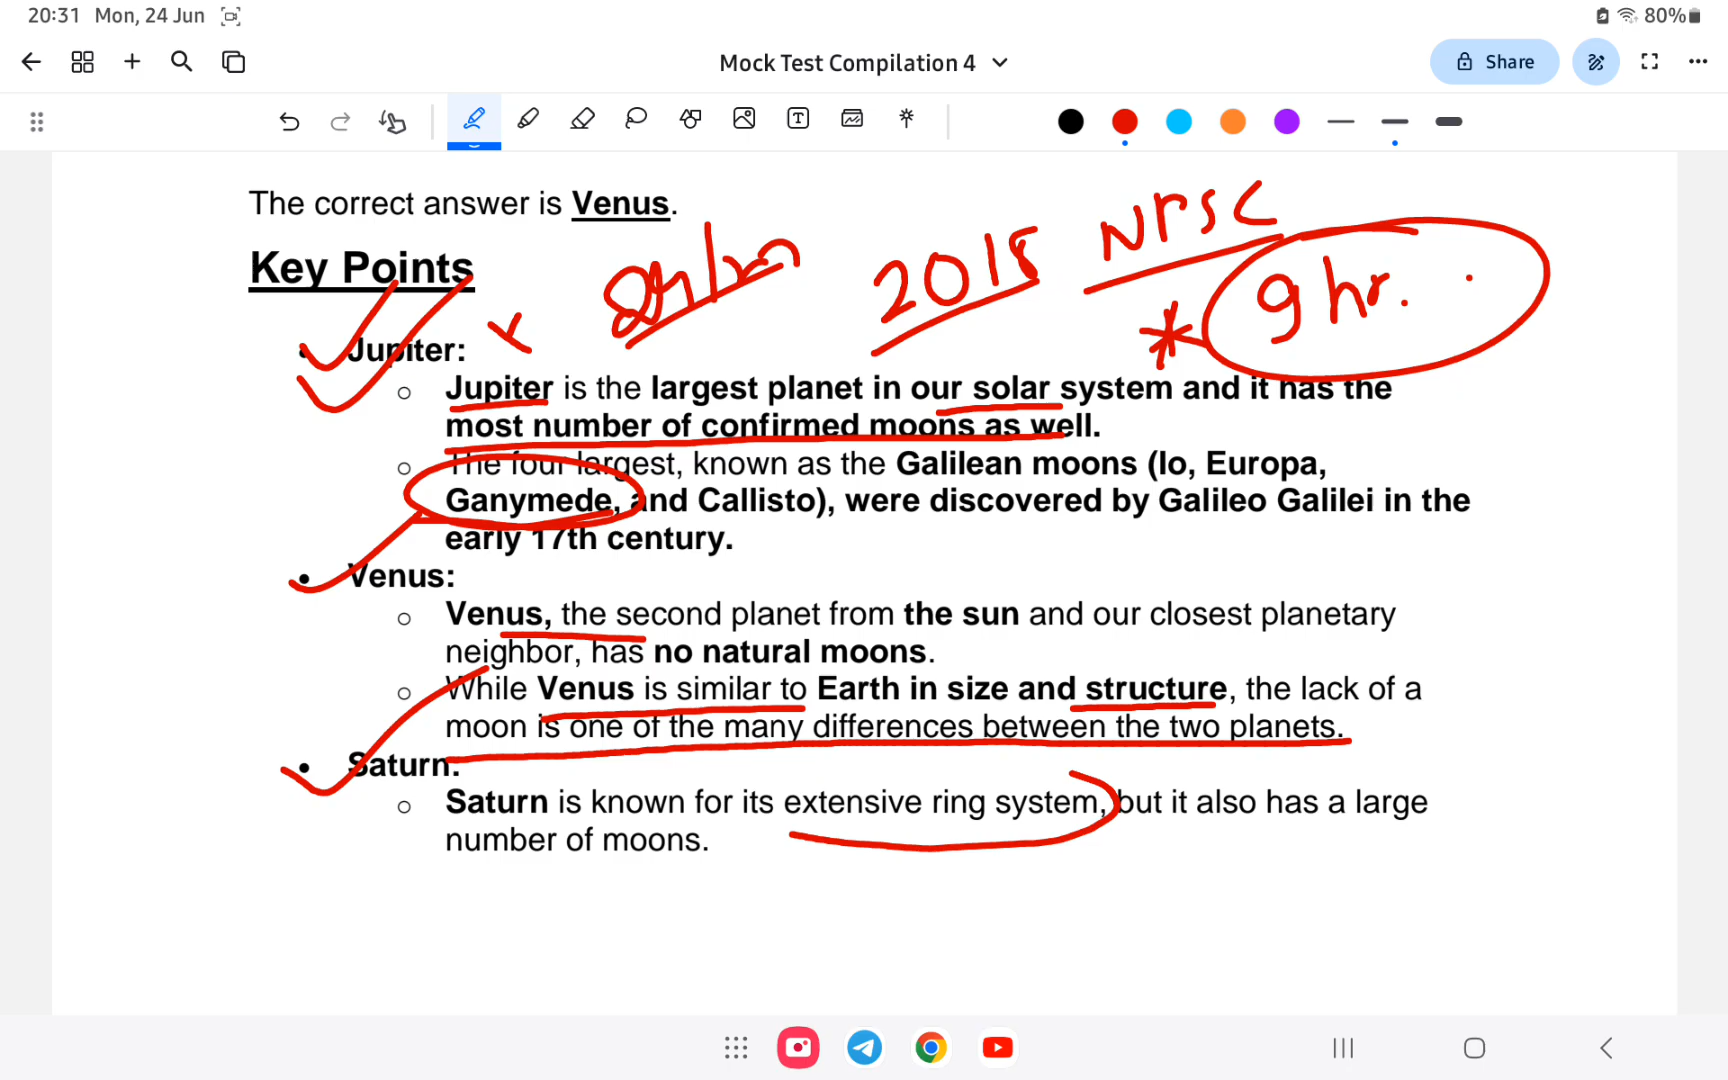 20:31 Mon, 24 Jun
80%
Mock Test Compilation 4
Share
The correct answer is Venus.
2018 NPSC
9 hr.
Key Points
Jupiter:
Jupiter is the largest planet in our solar system and it has the
most number of confirmed moons as well.
The four largest, known as the Galilean moons (Io, Europa,
Ganymede, and Callisto), were discovered by Galileo Galilei in the
early 17th century.
Venus:
Venus, the second planet from the sun and our closest planetary
neighbor, has no natural moons.
While Venus is similar to Earth in size and structure, the lack of a
moon is one of the many differences between the two planets.
Saturn:
Saturn is known for its extensive ring system, but it also has a large
number of moons.